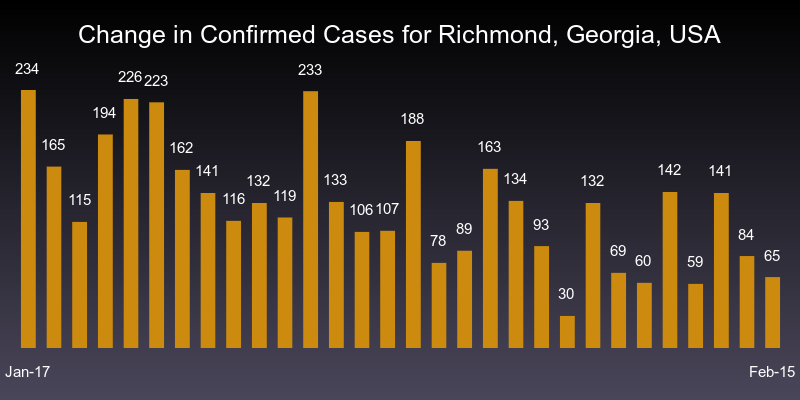 Change in Confirmed Cases for Richmond, Georgia, USA
234 165 115 194 226 223 162 141 116 132 119 233 133 106 107 188 78 89 163 134 93 30 132 69 60 142 59 141 84 65
Jan-17 Feb-15